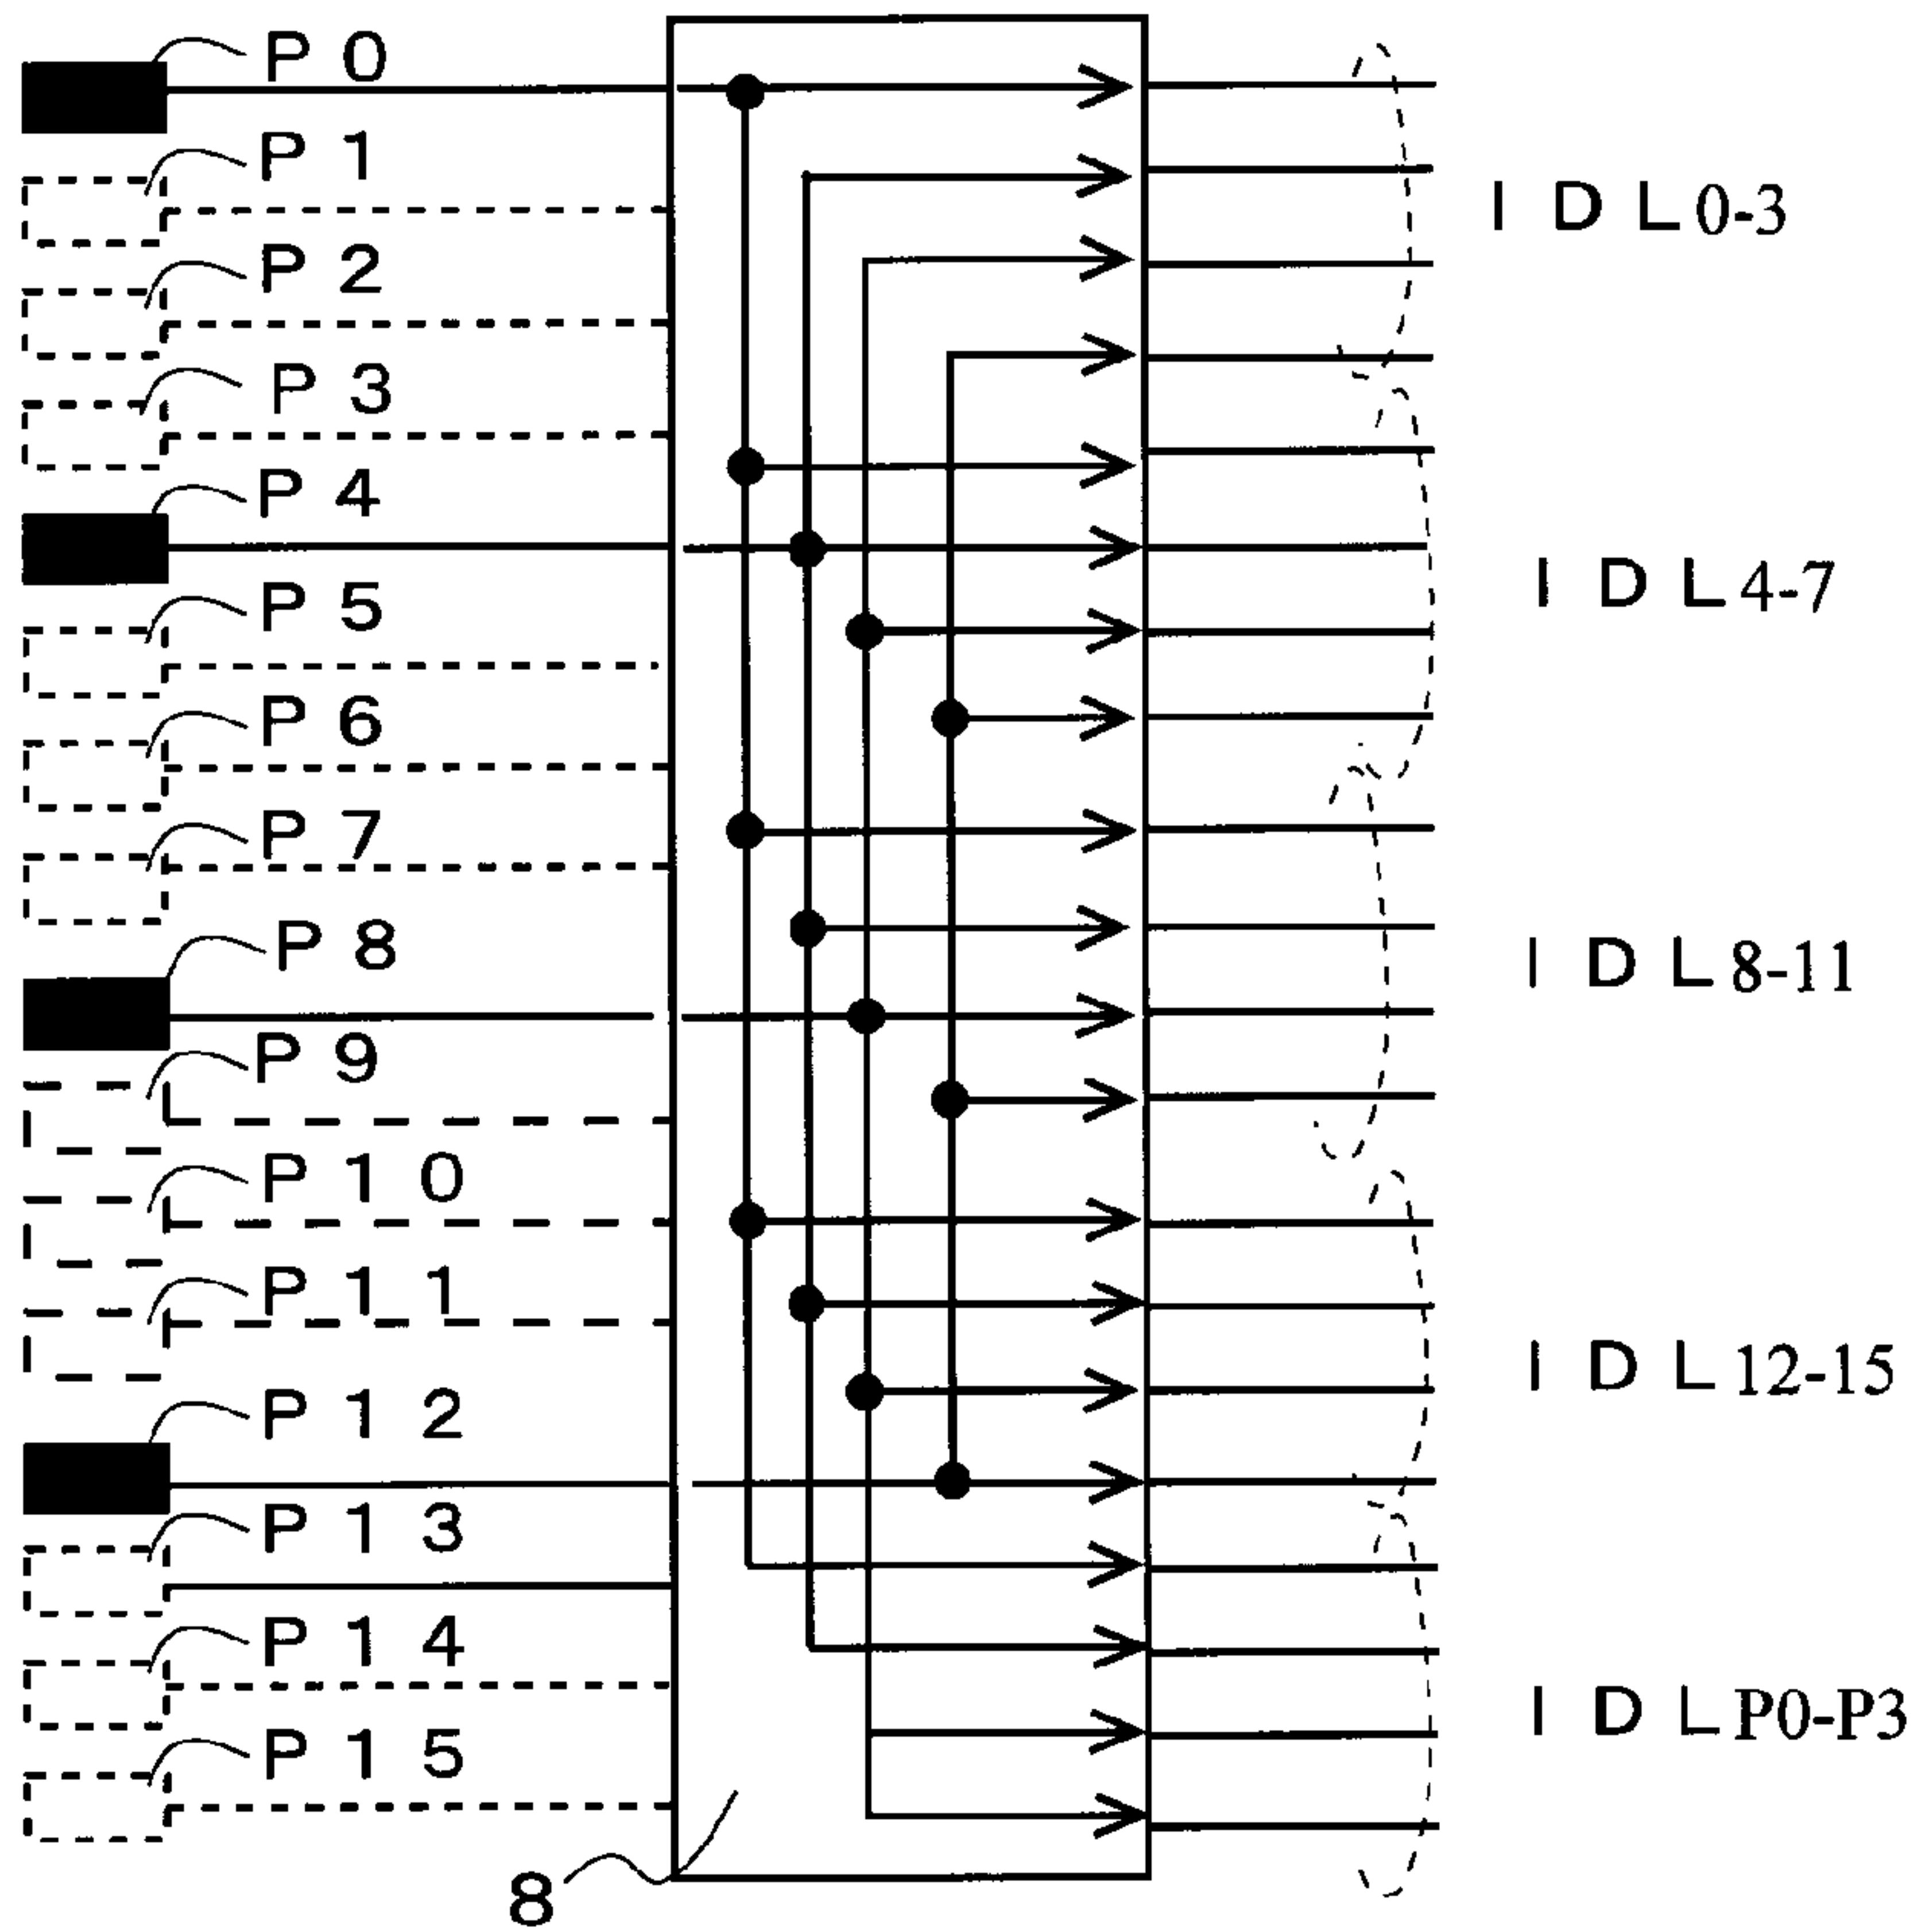 P 0
P 1
P 2
P 3
P 4
P 5
P 6
P 7
P 8
P 9
P 1 0
P 1 1
P 1 2
P 1 3
P 1 4
P 1 5
8
I D L 0-3
I D L 4-7
I D L 8-11
I D L 12-15
I D L P0-P3